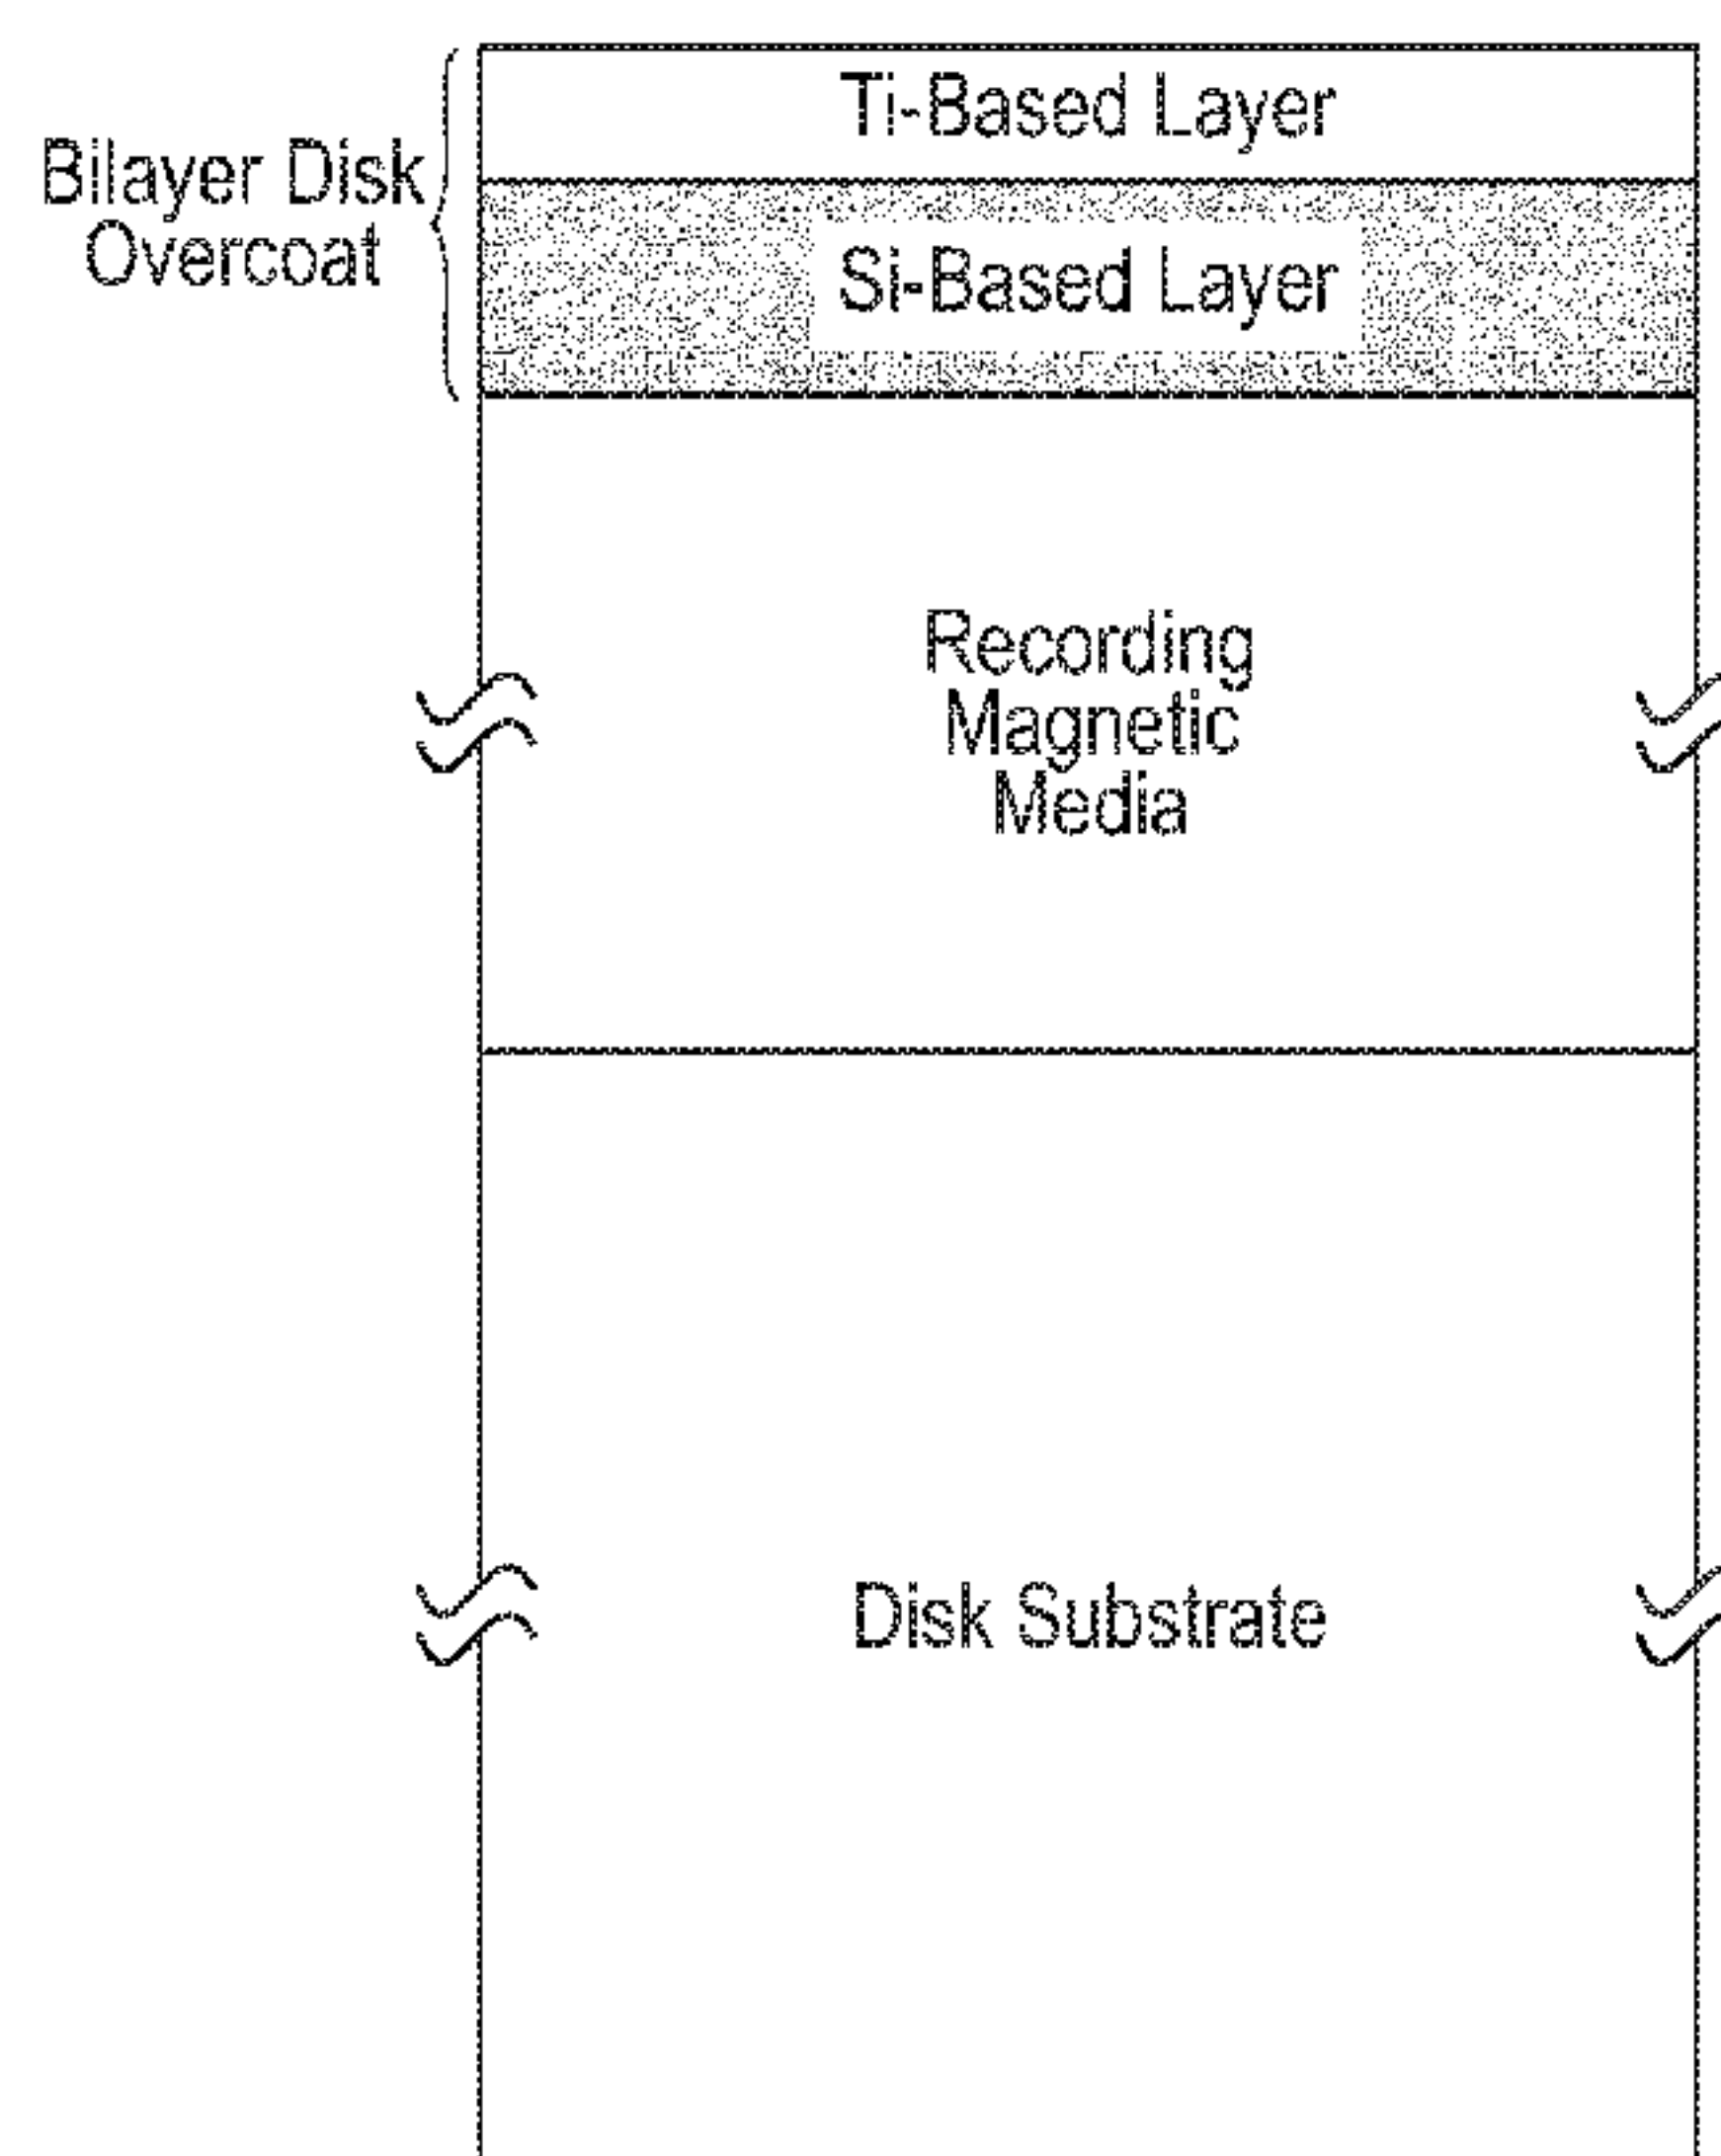 Ti-Based Layer
Bilayer Disk
Overcoat
Si-Based Layer
Recording
Magnetic
Media
Disk Substrate